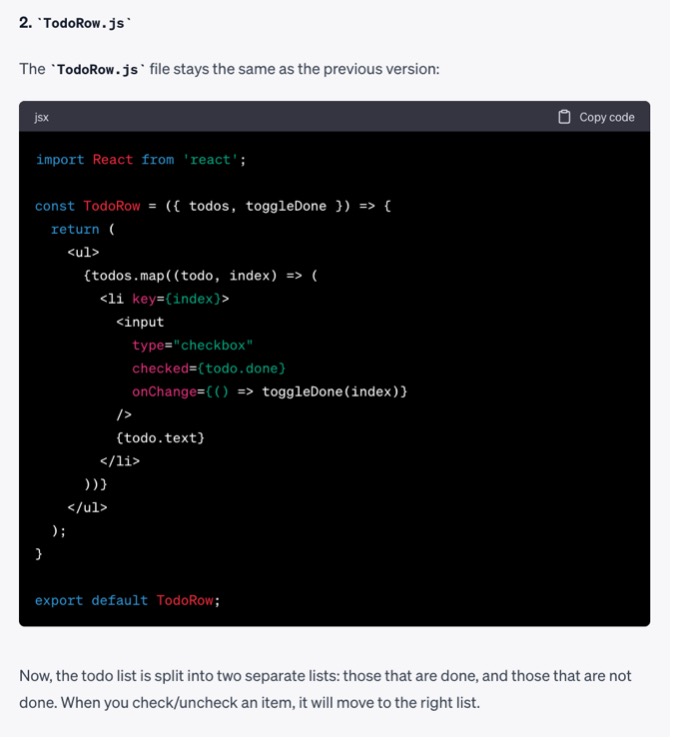 2. `TodoRow.js`
The `TodoRow.js` file stays the same as the previous version:
jsx
Copy code
import React from 'react';
const TodoRow = ({ todos, toggleDone }) => {
  return (
    <ul>
      {todos.map((todo, index) => (
        <li key={index}>
          <input
            type="checkbox"
            checked={todo.done}
            onChange={() => toggleDone(index)}
          />
          {todo.text}
        </li>
      ))}
    </ul>
  );
}
export default TodoRow;
Now, the todo list is split into two separate lists: those that are done, and those that are not
done. When you check/uncheck an item, it will move to the right list.